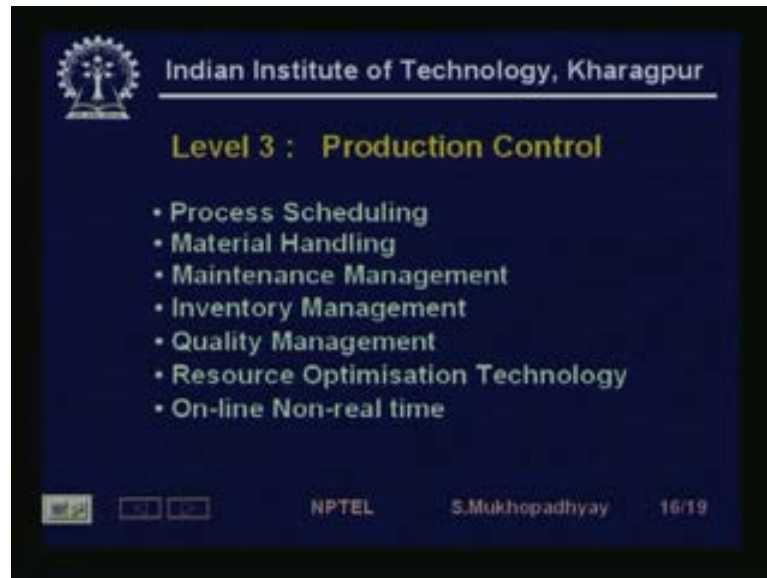 Indian Institute of Technology, Kharagpur
Level 3 : Production Control
• Process Scheduling
• Material Handling
• Maintenance Management
• Inventory Management
• Quality Management
• Resource Optimisation Technology
• On-line Non-real time
NPTEL S.Mukhopadhyay 16/19